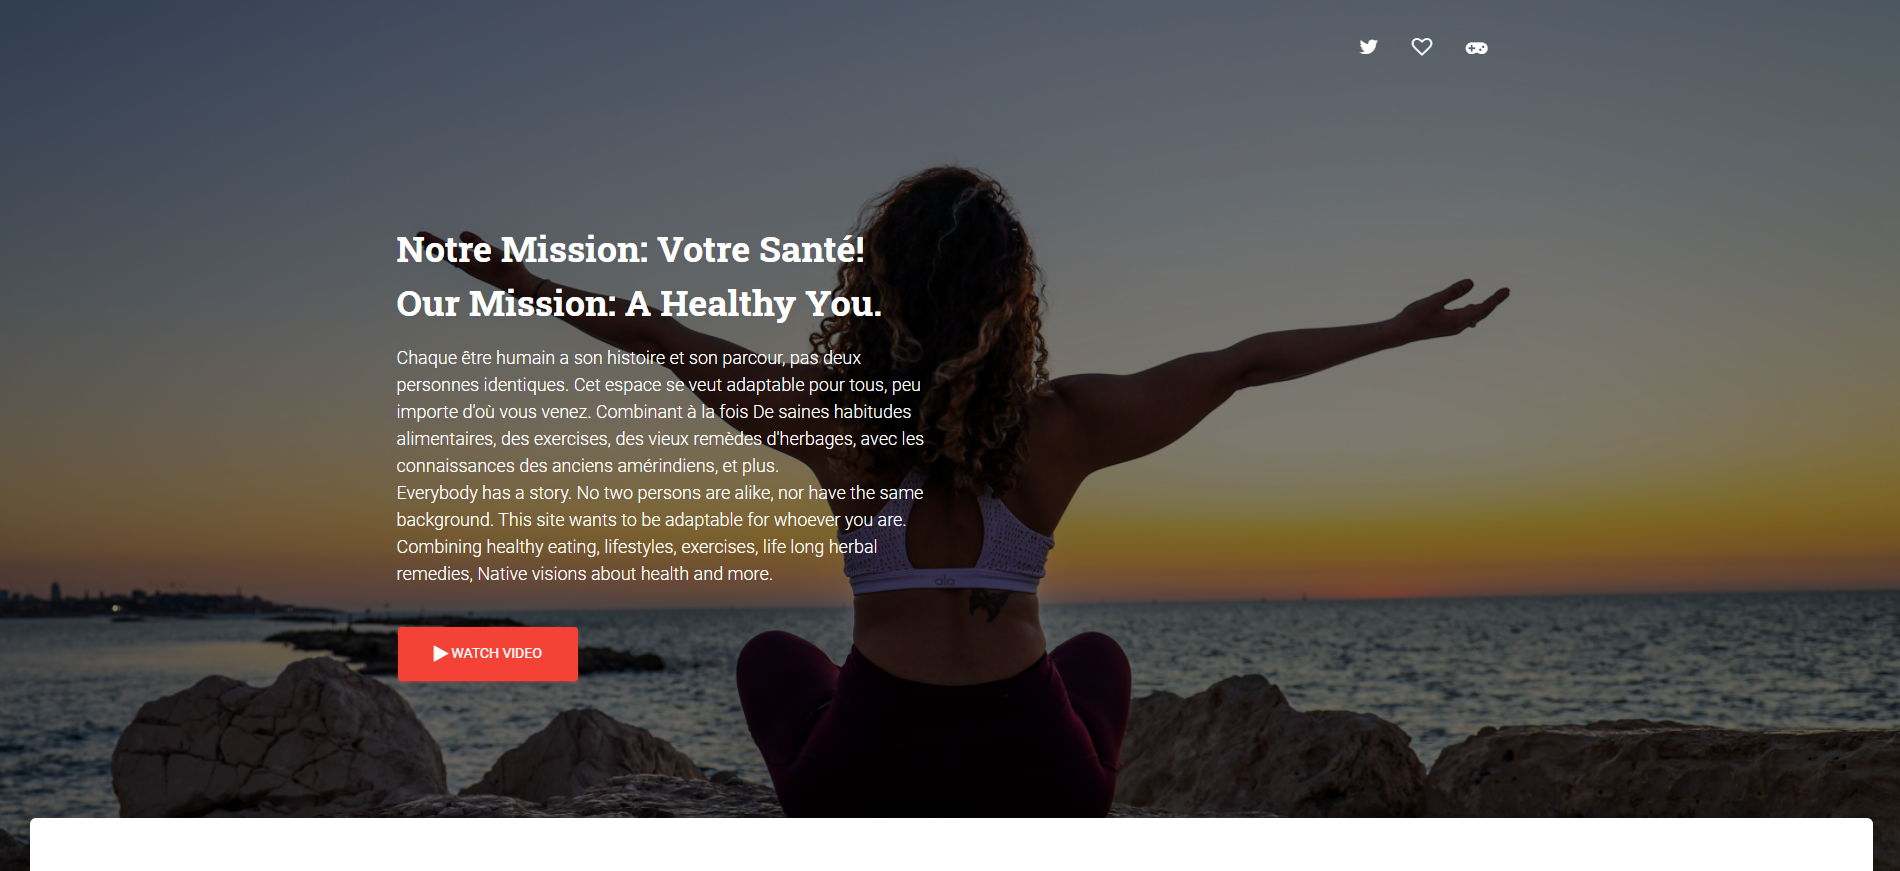 Notre Mission: Votre Santé!
Our Mission: A Healthy You.
Chaque être humain a son histoire et son parcour, pas deux
personnes identiques. Cet espace se veut adaptable pour tous, peu
importe d'où vous venez. Combinant à la fois De saines habitudes
alimentaires, des exercises, des vieux remèdes d'herbages, avec les
connaissances des anciens amérindiens, et plus.
Everybody has a story. No two persons are alike, nor have the same
background. This site wants to be adaptable for whoever you are.
Combining healthy eating, lifestyles, exercises, life long herbal
remedies, Native visions about health and more.
alo
WATCH VIDEO